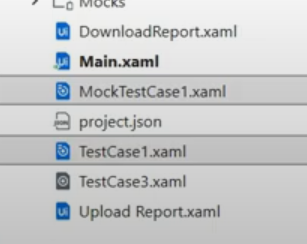 Mocks
DownloadReport.xaml
Main.xaml
MockTestCase1.xaml
project.json
TestCase1.xaml
TestCase3.xaml
Upload Report.xaml